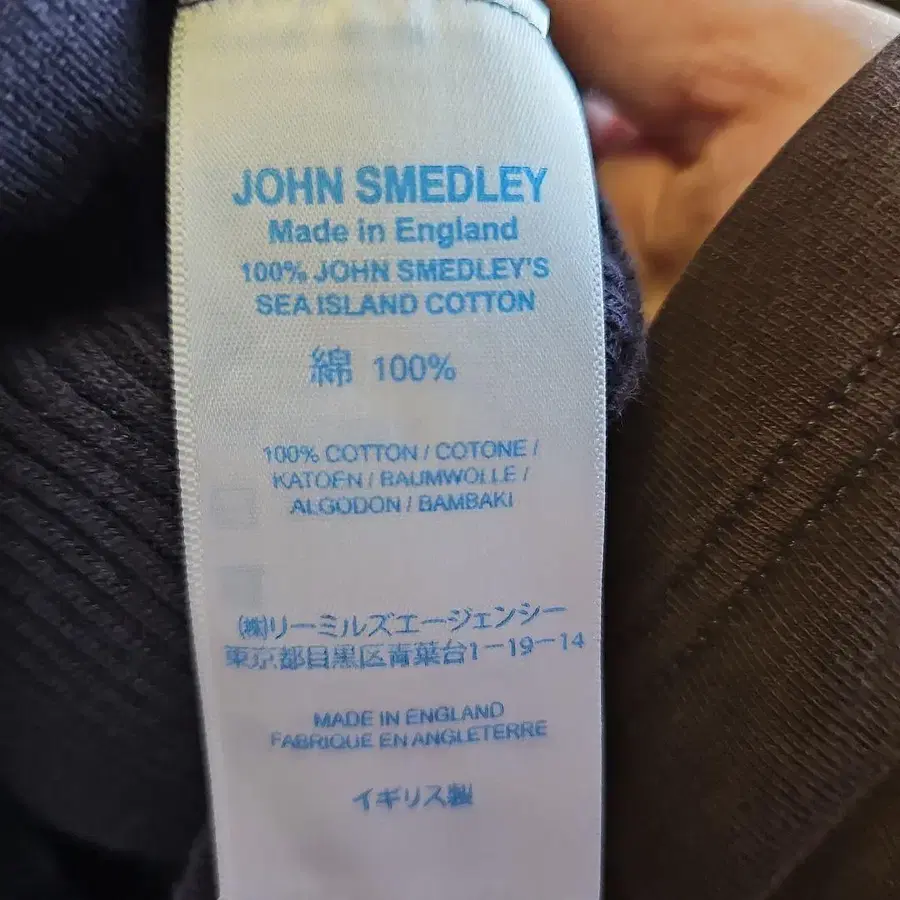 JOHN SMEDLEY
Made in England
100% JOHN SMEDLEY'S
SEA ISLAND COTTON
綿 100%
100% COTTON / COTONE /
KATOEN / BAUMWOLLE /
ALGODON / BAMBAKI
(株)リーミルズエージェンシー
東京都目黒区青葉台1-19-14
MADE IN ENGLAND
FABRIQUE EN ANGLETERRE
イギリス製